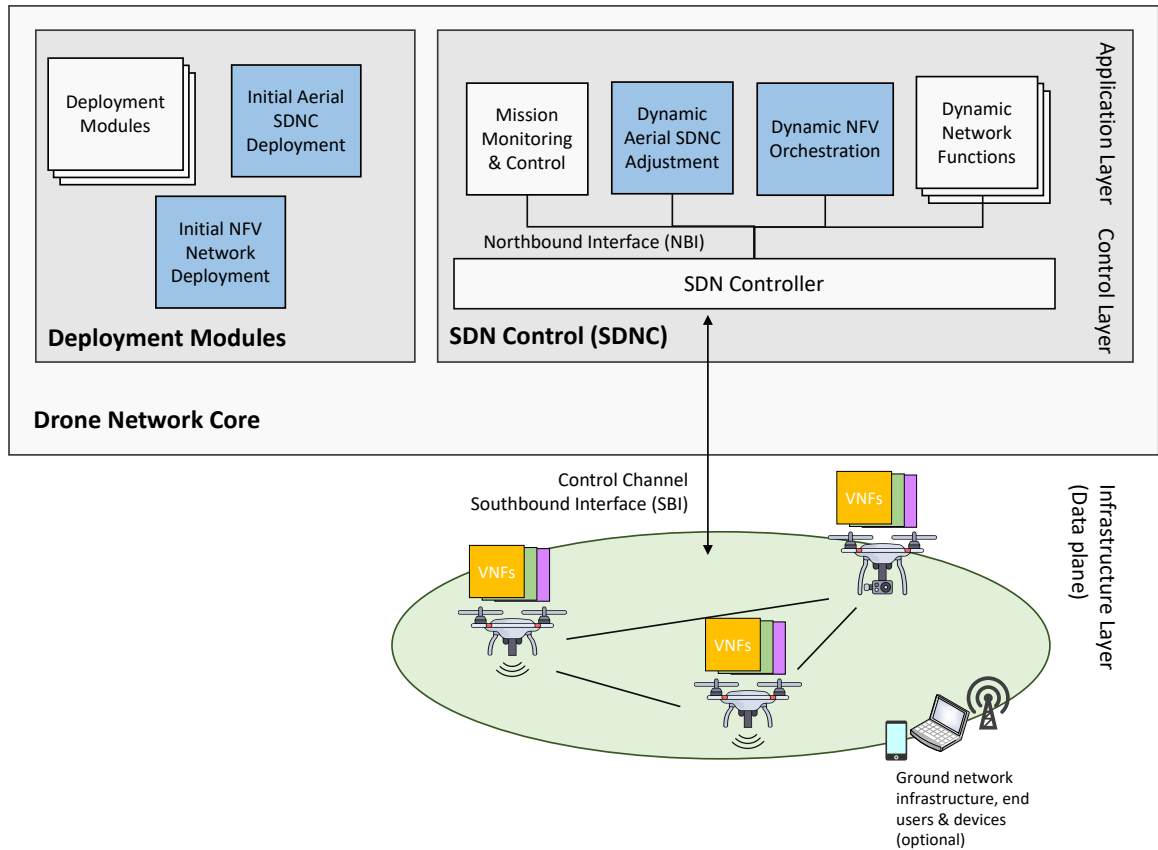 Deployment
Modules
Initial Aerial
SDNC
Deployment
Initial NFV
Network
Deployment
Deployment Modules
Mission
Monitoring
& Control
Dynamic
Aerial SDNC
Adjustment
Dynamic NFV
Orchestration
Dynamic
Network
Functions
Application Layer
Northbound Interface (NBI)
SDN Controller
Control Layer
SDN Control (SDNC)
Drone Network Core
Control Channel
Southbound Interface (SBI)
VNFs
VNFs
VNFs
Infrastructure Layer
(Data plane)
Ground network
infrastructure, end
users & devices
(optional)